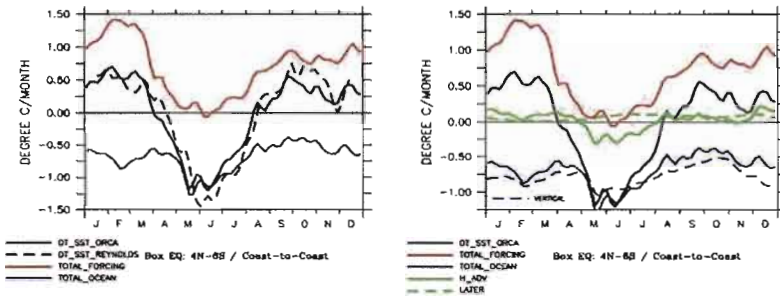 1.50
1.00
0.50
0.00
-0.50
-1.00
-1.50
DEGREE C/MONTH
J F M A M J J A S O N D
DT_SST_ORCA
DT_SST_REYNOLDS
TOTAL_FORCING
TOTAL_OCEAN
Box EQ: 4N-6S / Coast-to-Coast
1.50
1.00
0.50
0.00
-0.50
-1.00
DEGREE C/MONTH
VERTICAL
J F M A M J J A S O N D
DT_SST_ORCA
TOTAL_FORCING
TOTAL_OCEAN
H_ADV
LATER
Box EQ: 4N-6S / Coast-to-Coast